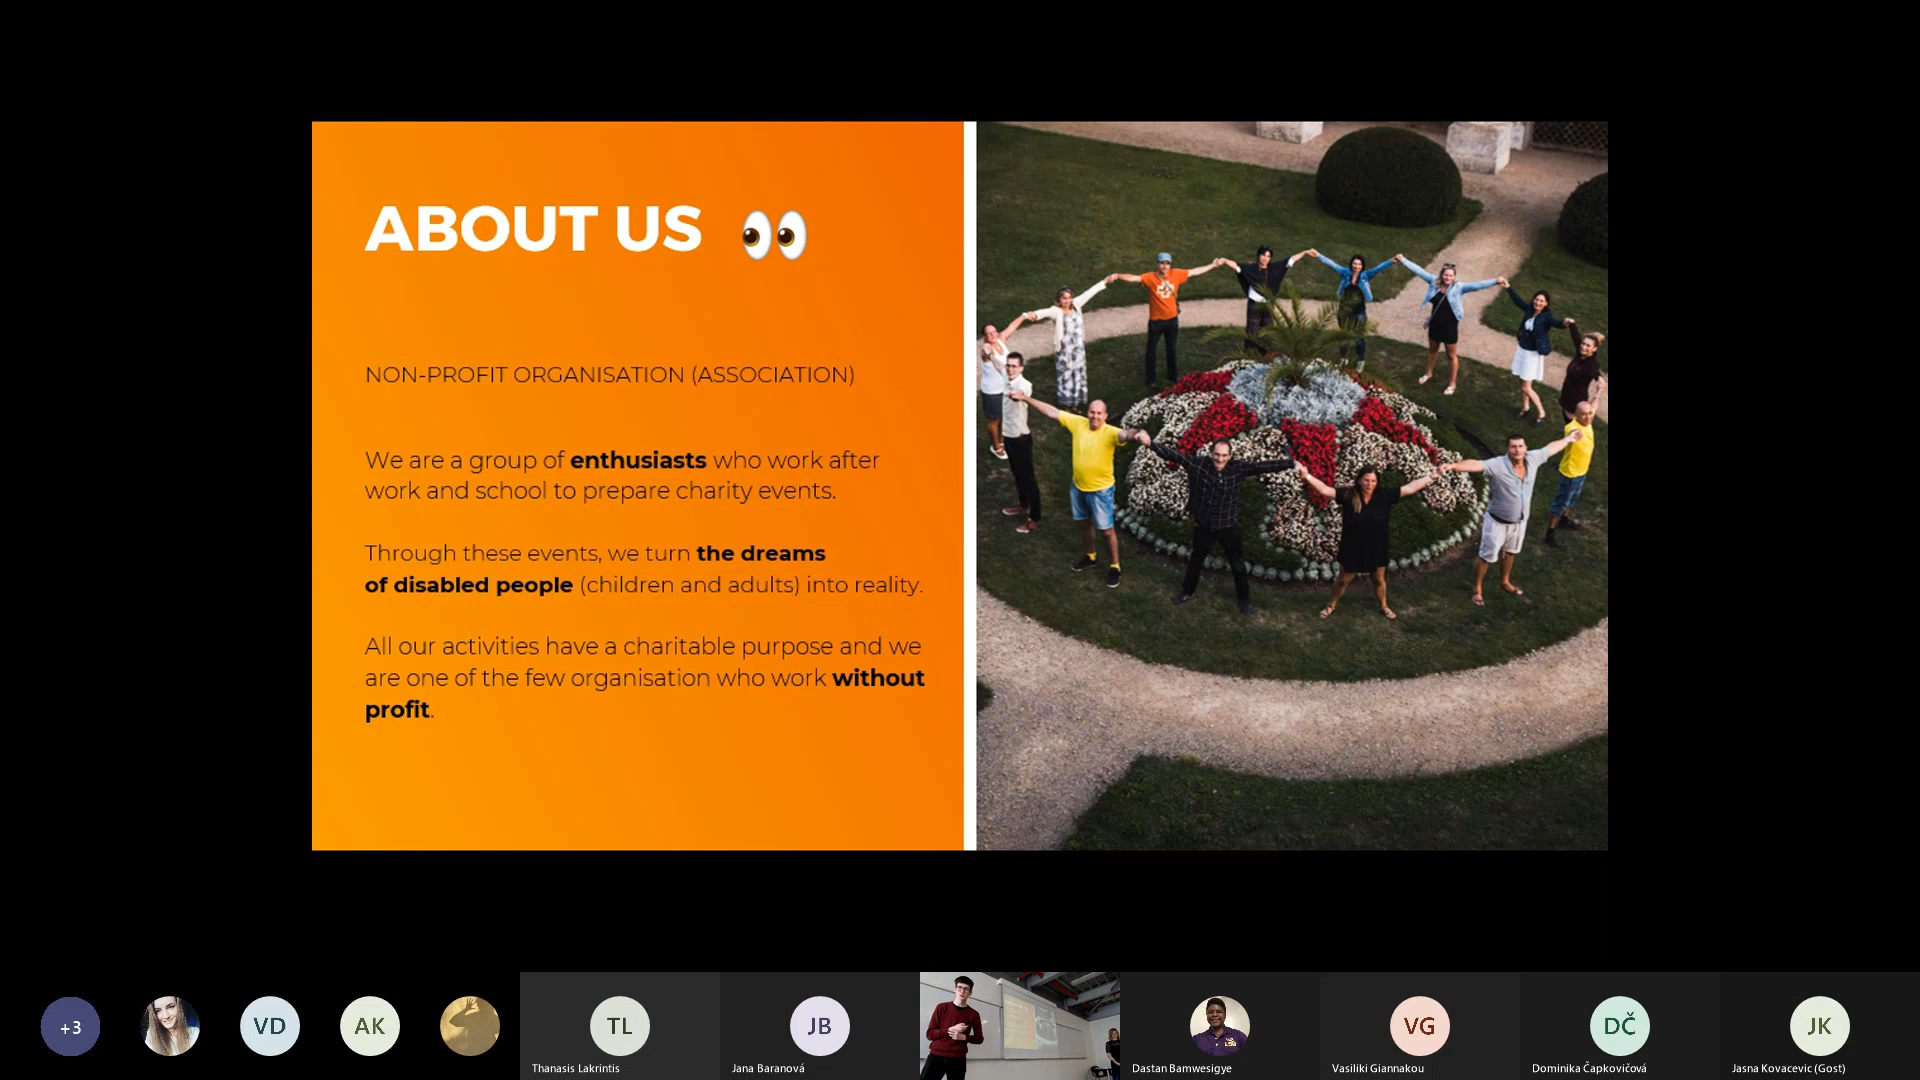 ABOUT US 👀
NON-PROFIT ORGANISATION (ASSOCIATION)
We are a group of enthusiasts who work after
work and school to prepare charity events.
Through these events, we turn the dreams
of disabled people (children and adults) into reality.
All our activities have a charitable purpose and we
are one of the few organisation who work without
profit.
+3
VD
AK
TL
JB
VG
DČ
JK
Thanasis Lakrintis
Jana Baranová
Dastan Bamwesigye
Vasiliki Giannakou
Dominika Čapkovičová
Jasna Kovacevic (Gost)